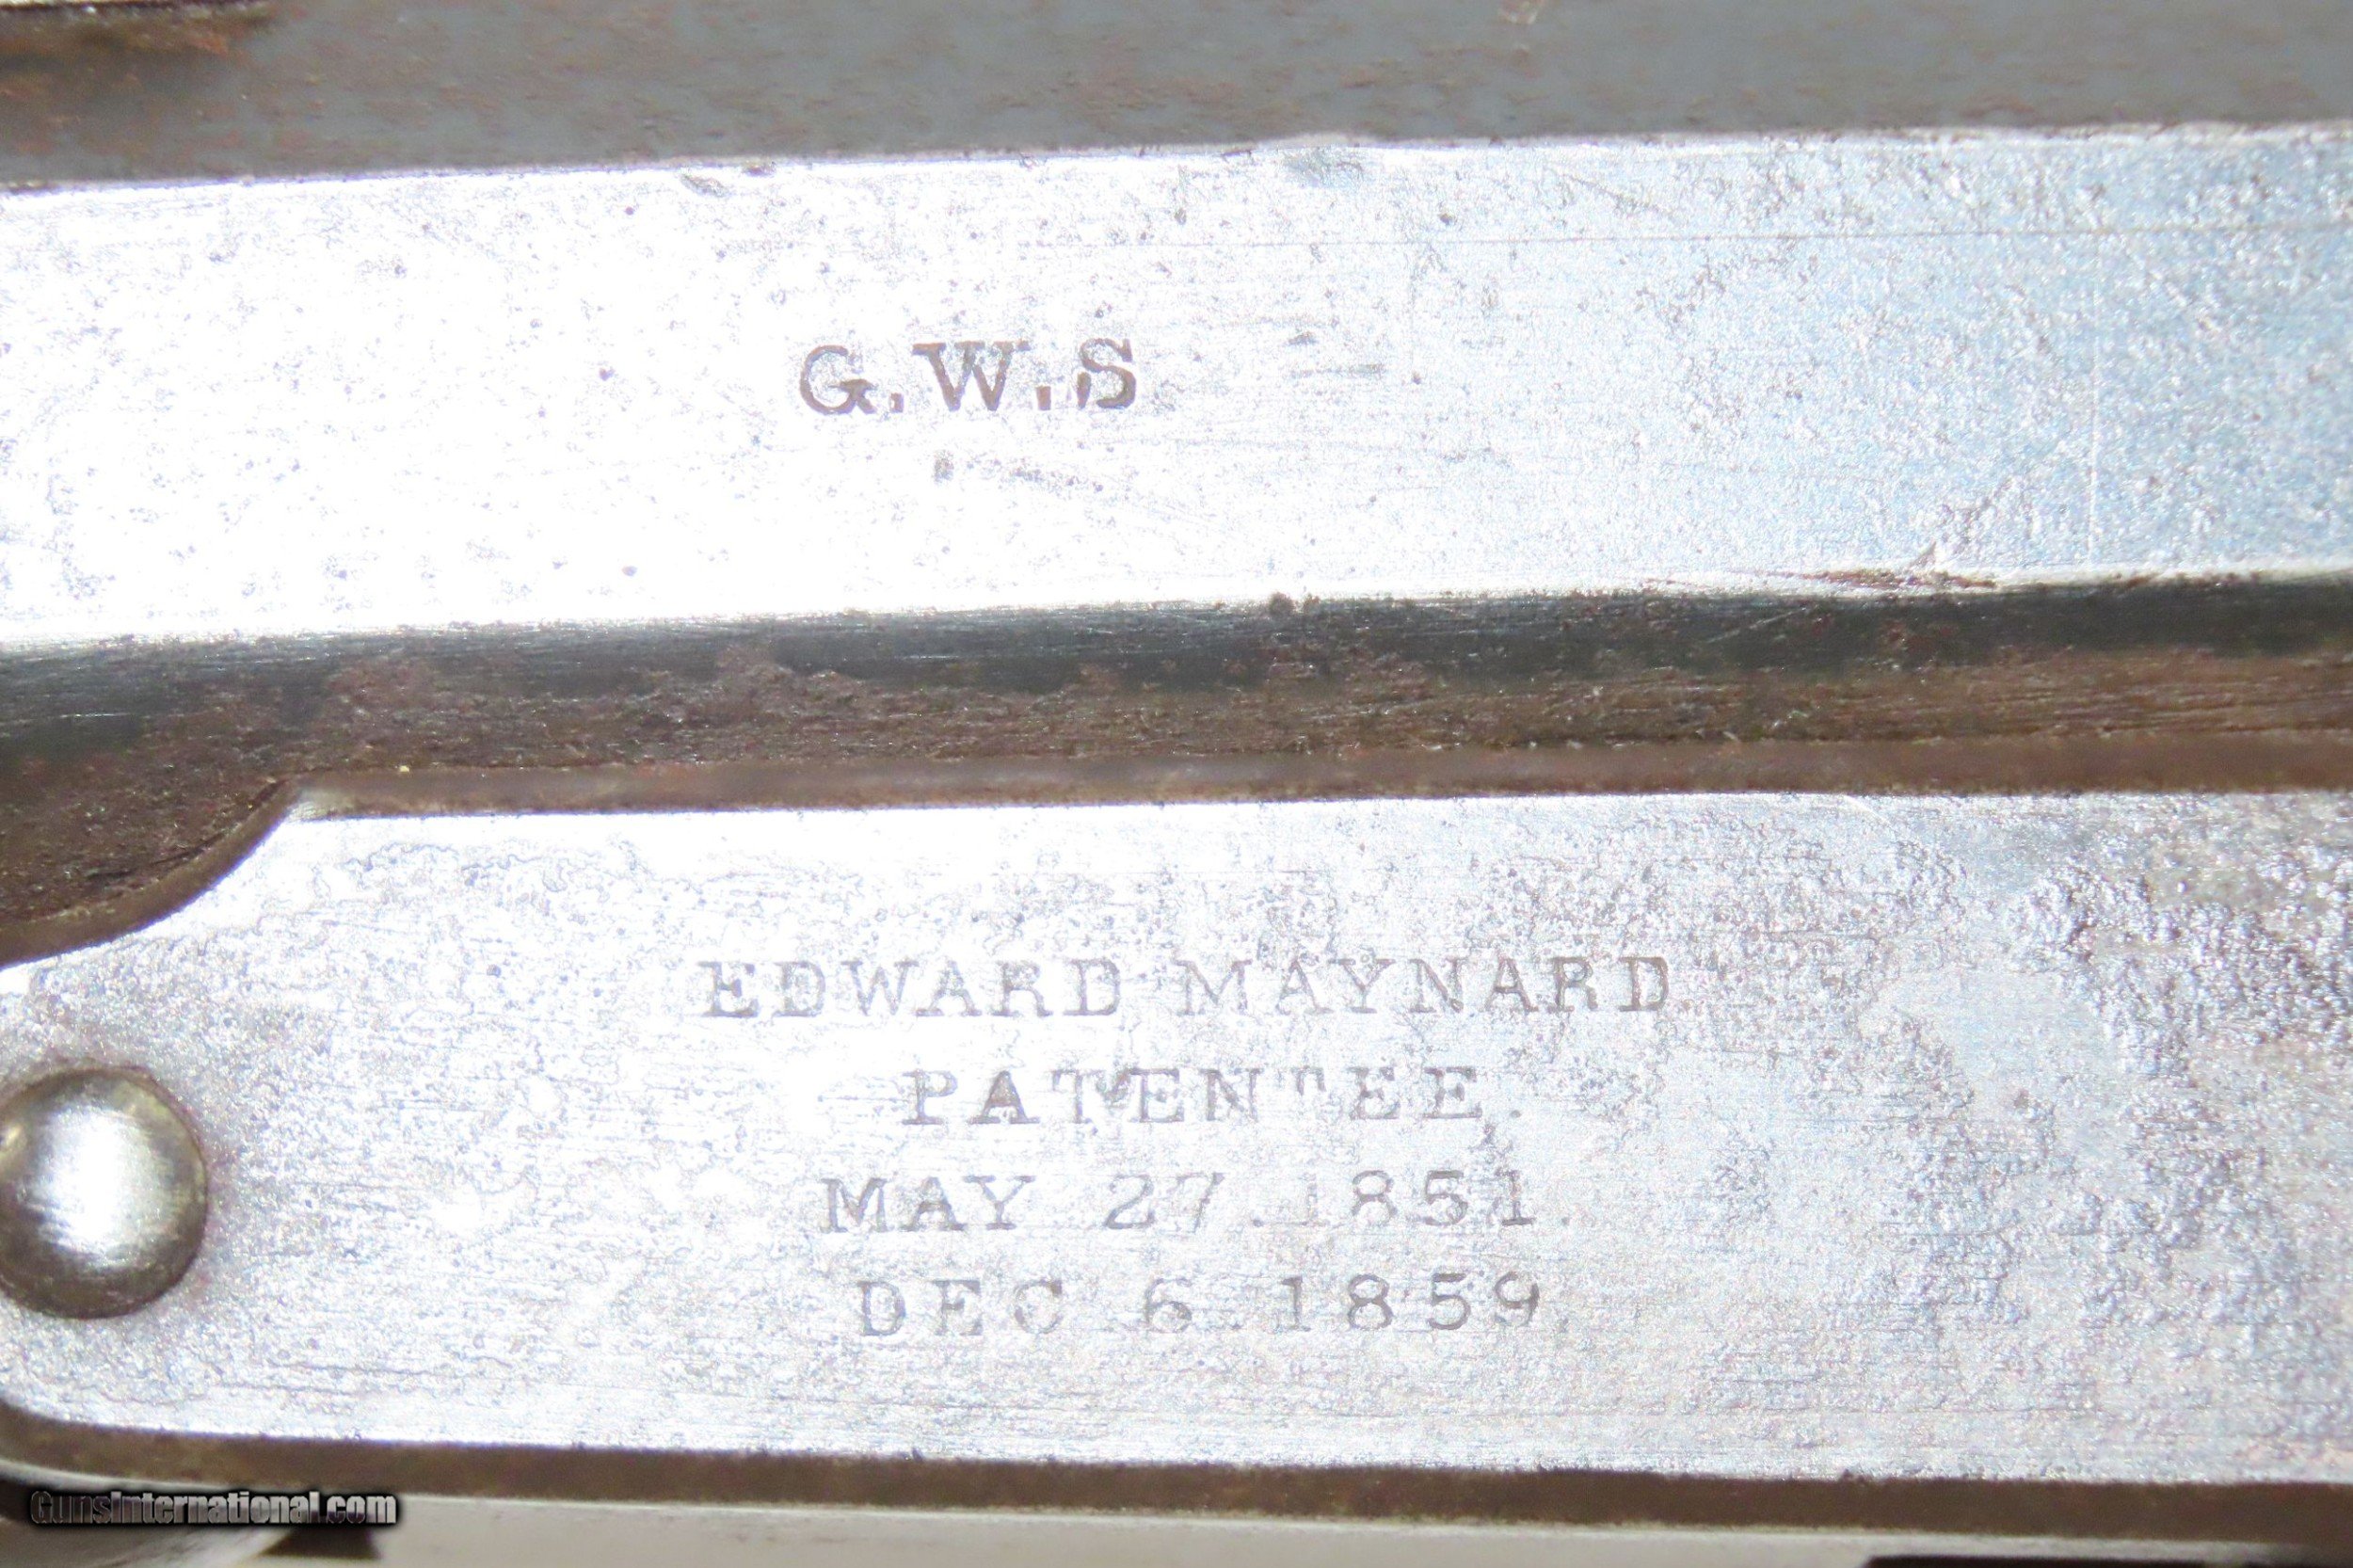 G.W.S
EDWARD MAYNARD
PATENTEE.
MAY 27. 1851.
DEC 6. 1859.
GunsInternational.com